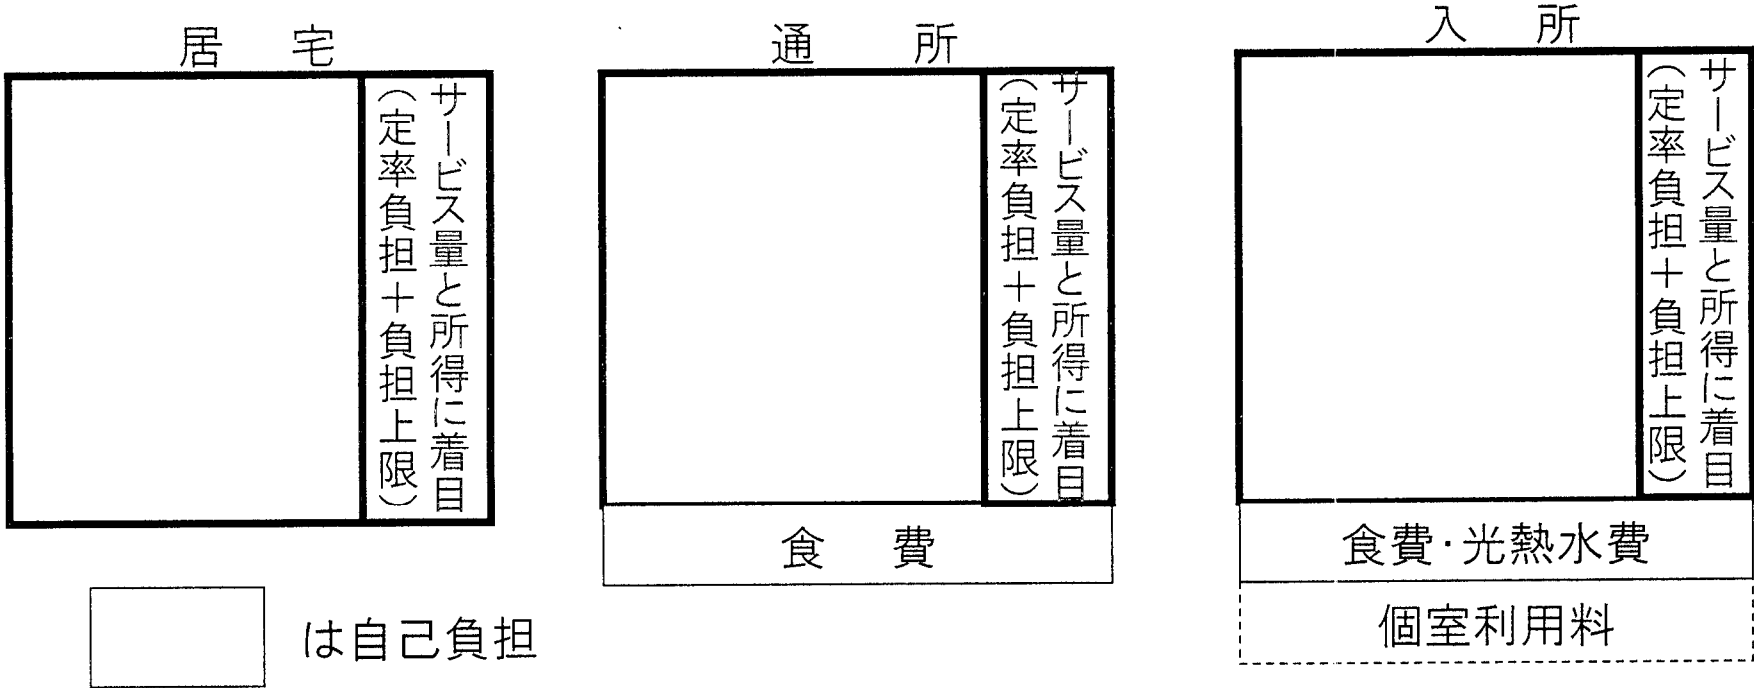 居宅
サービス量と所得に着目
（定率負担＋負担上限）
通所
サービス量と所得に着目
（定率負担＋負担上限）
食費
入所
サービス量と所得に着目
（定率負担＋負担上限）
食費・光熱水費
個室利用料
は自己負担